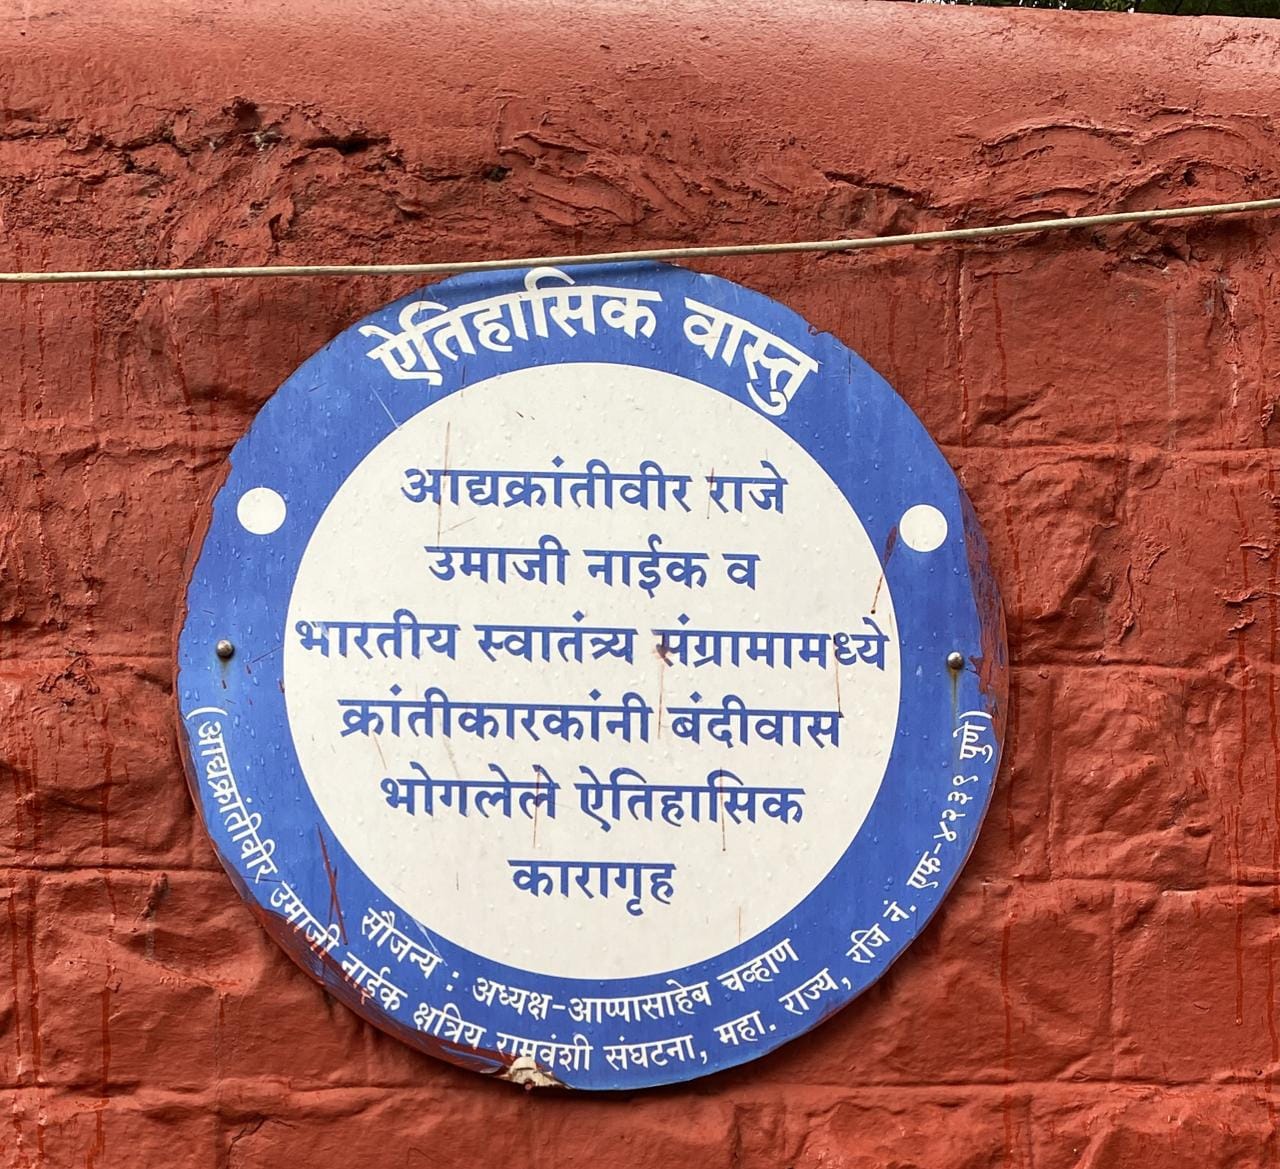 ऐतिहासिक वास्तु
आद्यक्रांतीवीर राजे
उमाजी नाईक व
भारतीय स्वातंत्र्य संग्रामामध्ये
क्रांतीकारकांनी बंदीवास
भोगलेले ऐतिहासिक
कारागृह
सौजन्य : अध्यक्ष-आप्पासाहेब चव्हाण
(आद्यक्रांतीवीर उमाजी नाईक क्षत्रिय रामवंशी संघटना, महा. राज्य, रजि नं. एफ-४२३९ पुणे)